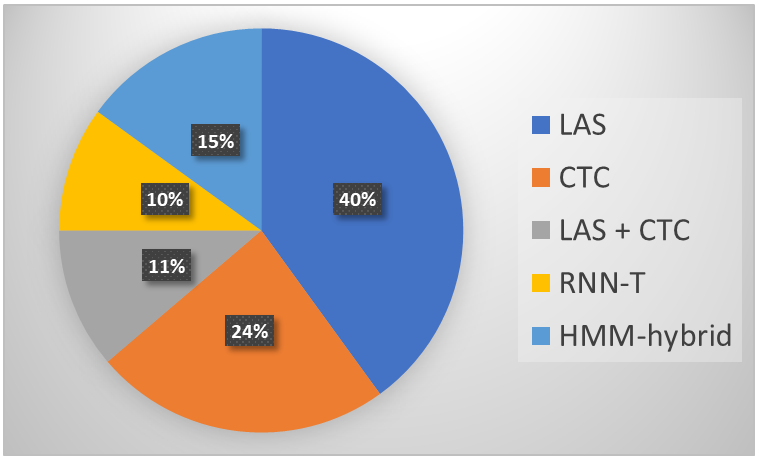 15%
40%
10%
11%
24%
LAS
CTC
LAS + CTC
RNN-T
HMM-hybrid